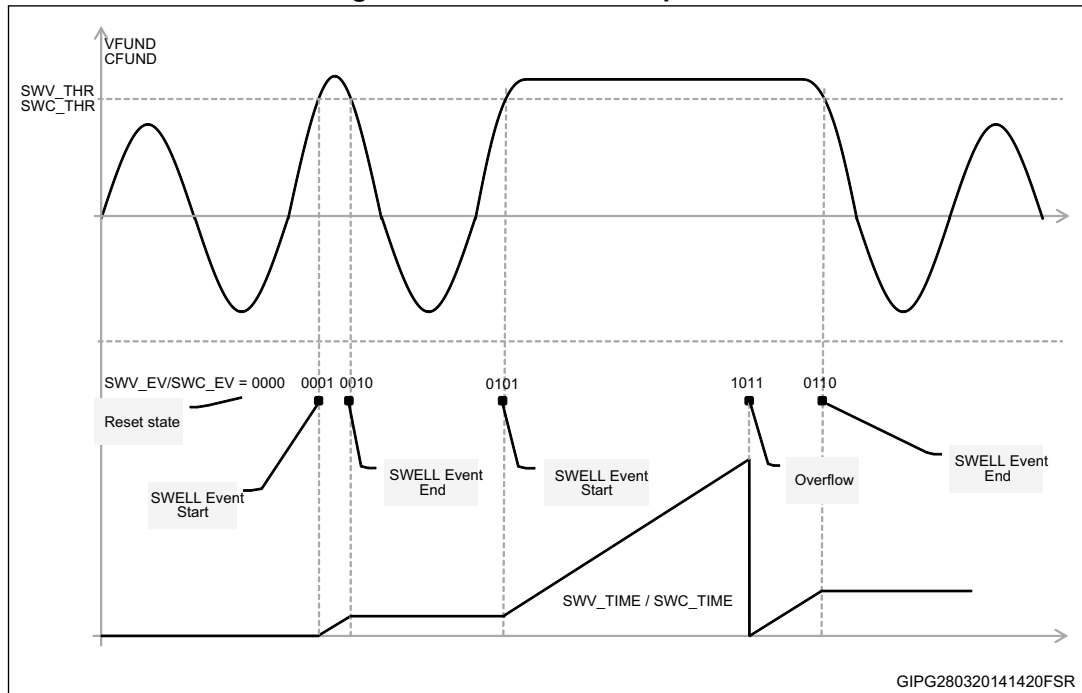 VFUND
CFUND
SWV_THR
SWC_THR
SWV_EV/SWC_EV = 0000
0001 0010
0101
1011
0110
Reset state
SWELL Event
Start
SWELL Event
End
SWELL Event
Start
Overflow
SWELL Event
End
SWV_TIME / SWC_TIME
GIPG280320141420FSR